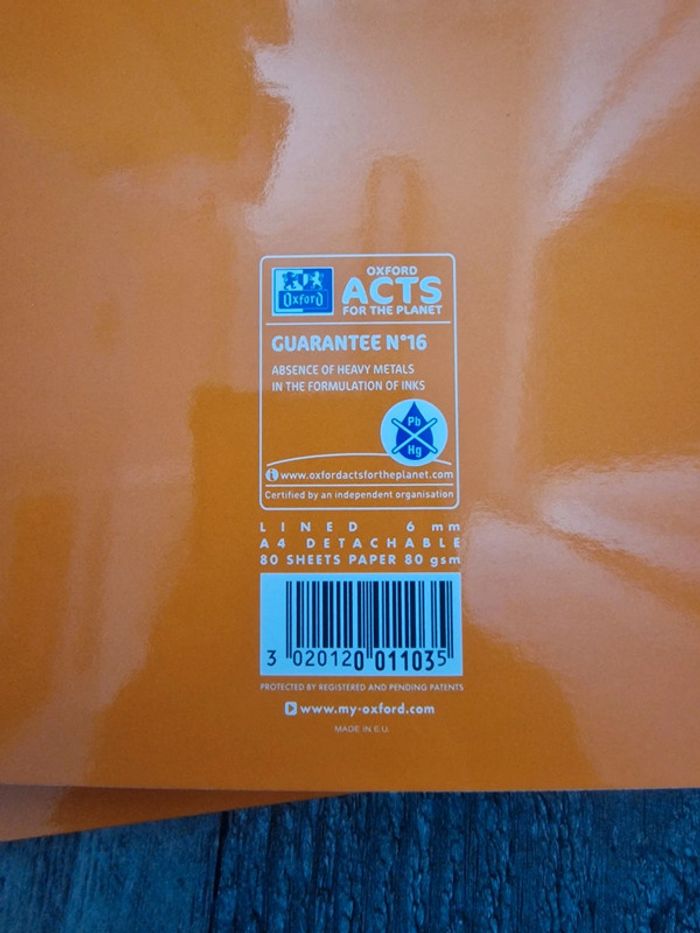 Oxford
OXFORD
ACTS
FOR THE PLANET
GUARANTEE N°16
ABSENCE OF HEAVY METALS
IN THE FORMULATION OF INKS
Pb
Hg
i www.oxfordactsfortheplanet.com
Certified by an independent organisation
LINED 6 mm
A4 DETACHABLE
80 SHEETS PAPER 80 gsm
3 020120 011035
PROTECTED BY REGISTERED AND PENDING PATENTS
www.my-oxford.com
MADE IN E.U.